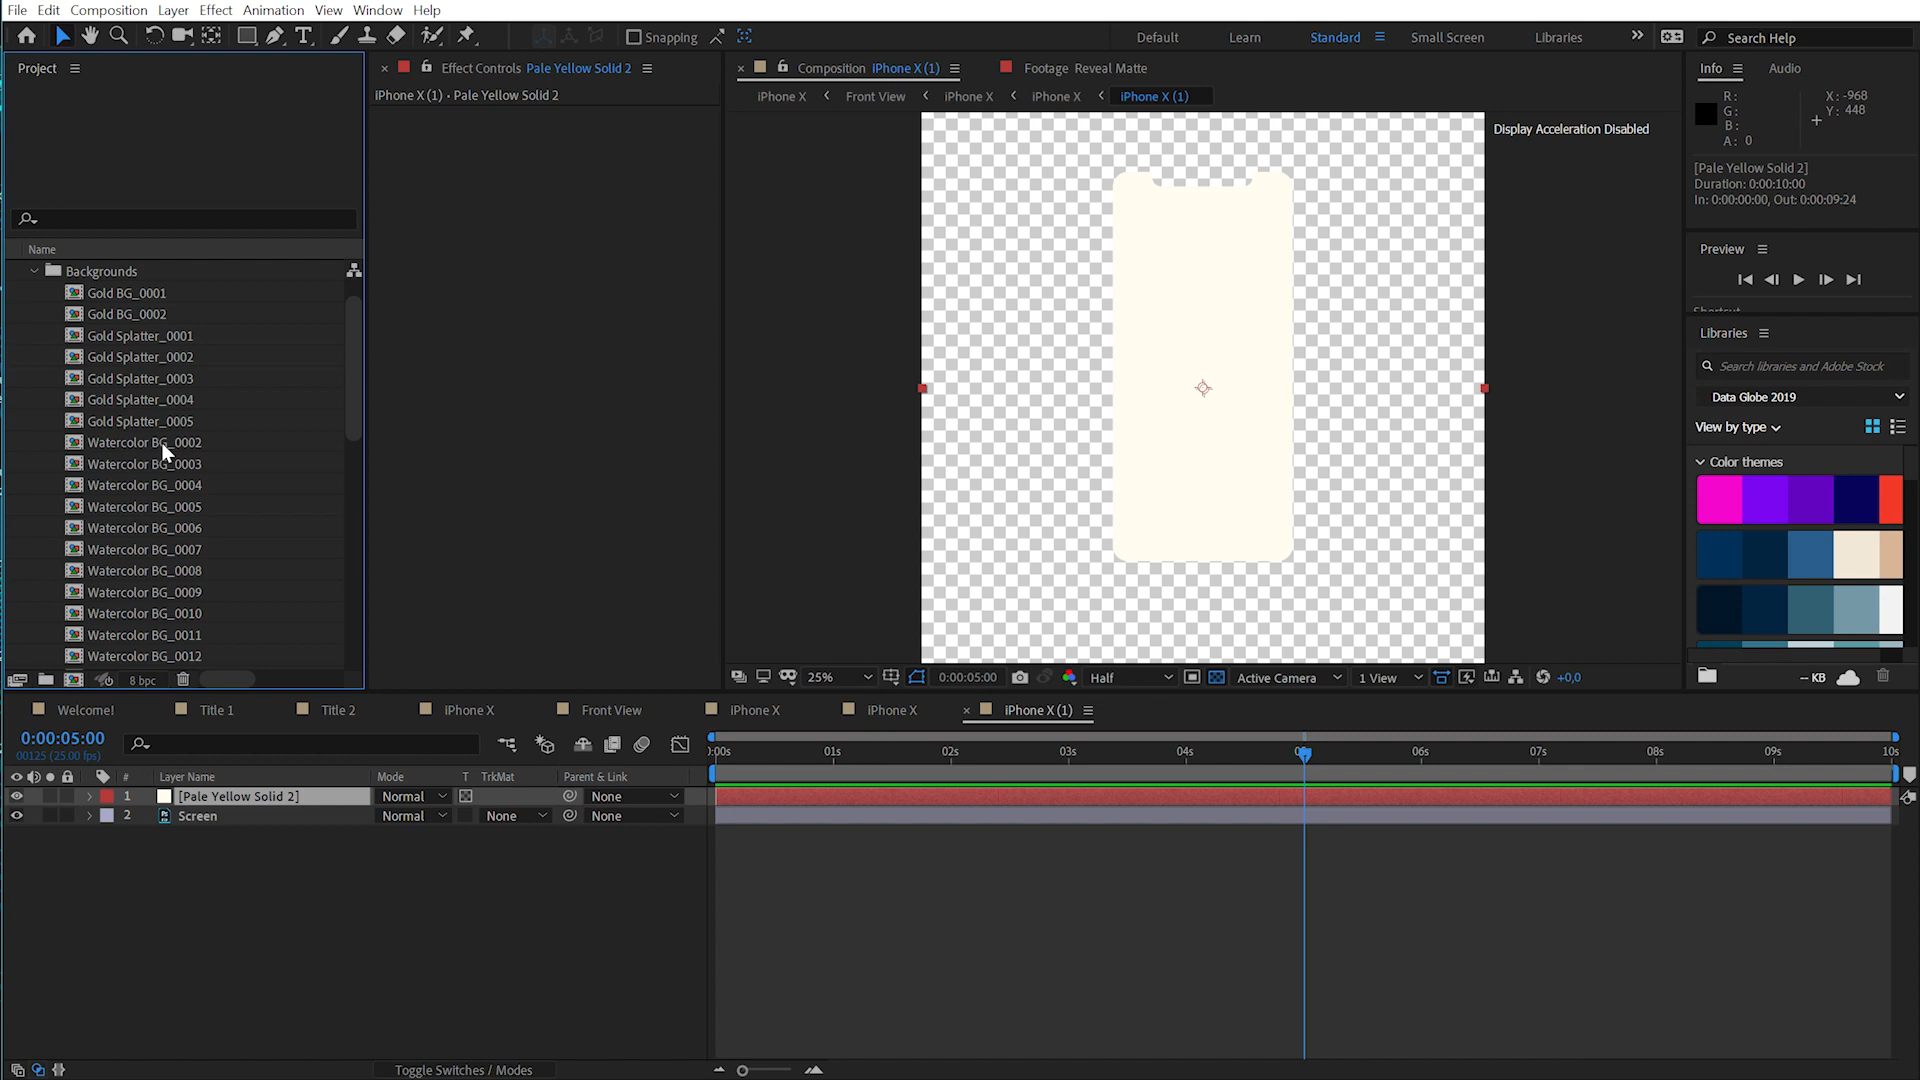 File Edit Composition Layer Effect Animation View Window Help
Snapping
Default Learn Standard Small Screen Libraries Search Help
Project
Effect Controls Pale Yellow Solid 2
iPhone X (1) · Pale Yellow Solid 2
Composition iPhone X (1)
Footage Reveal Matte
iPhone X Front View iPhone X iPhone X iPhone X (1)
Display Acceleration Disabled
Info Audio
R: X: -968
G: Y: 448
B:
A: 0
[Pale Yellow Solid 2]
Duration: 0:00:10:00
In: 0:00:00:00, Out: 0:00:09:24
Preview
Shortcut
Libraries
Search libraries and Adobe Stock
Data Globe 2019
View by type
Color themes
-- KB
Name
Backgrounds
Gold BG_0001
Gold BG_0002
Gold Splatter_0001
Gold Splatter_0002
Gold Splatter_0003
Gold Splatter_0004
Gold Splatter_0005
Watercolor BG_0002
Watercolor BG_0003
Watercolor BG_0004
Watercolor BG_0005
Watercolor BG_0006
Watercolor BG_0007
Watercolor BG_0008
Watercolor BG_0009
Watercolor BG_0010
Watercolor BG_0011
Watercolor BG_0012
8 bpc
25% 0:00:05:00 Half Active Camera 1 View +0,0
Welcome! Title 1 Title 2 iPhone X Front View iPhone X iPhone X iPhone X (1)
0:00:05:00
00125 (25.00 fps)
):00s 01s 02s 03s 04s 05s 06s 07s 08s 09s 10s
# Layer Name Mode T TrkMat Parent & Link
1 [Pale Yellow Solid 2] Normal None
2 Screen Normal None None
Toggle Switches / Modes